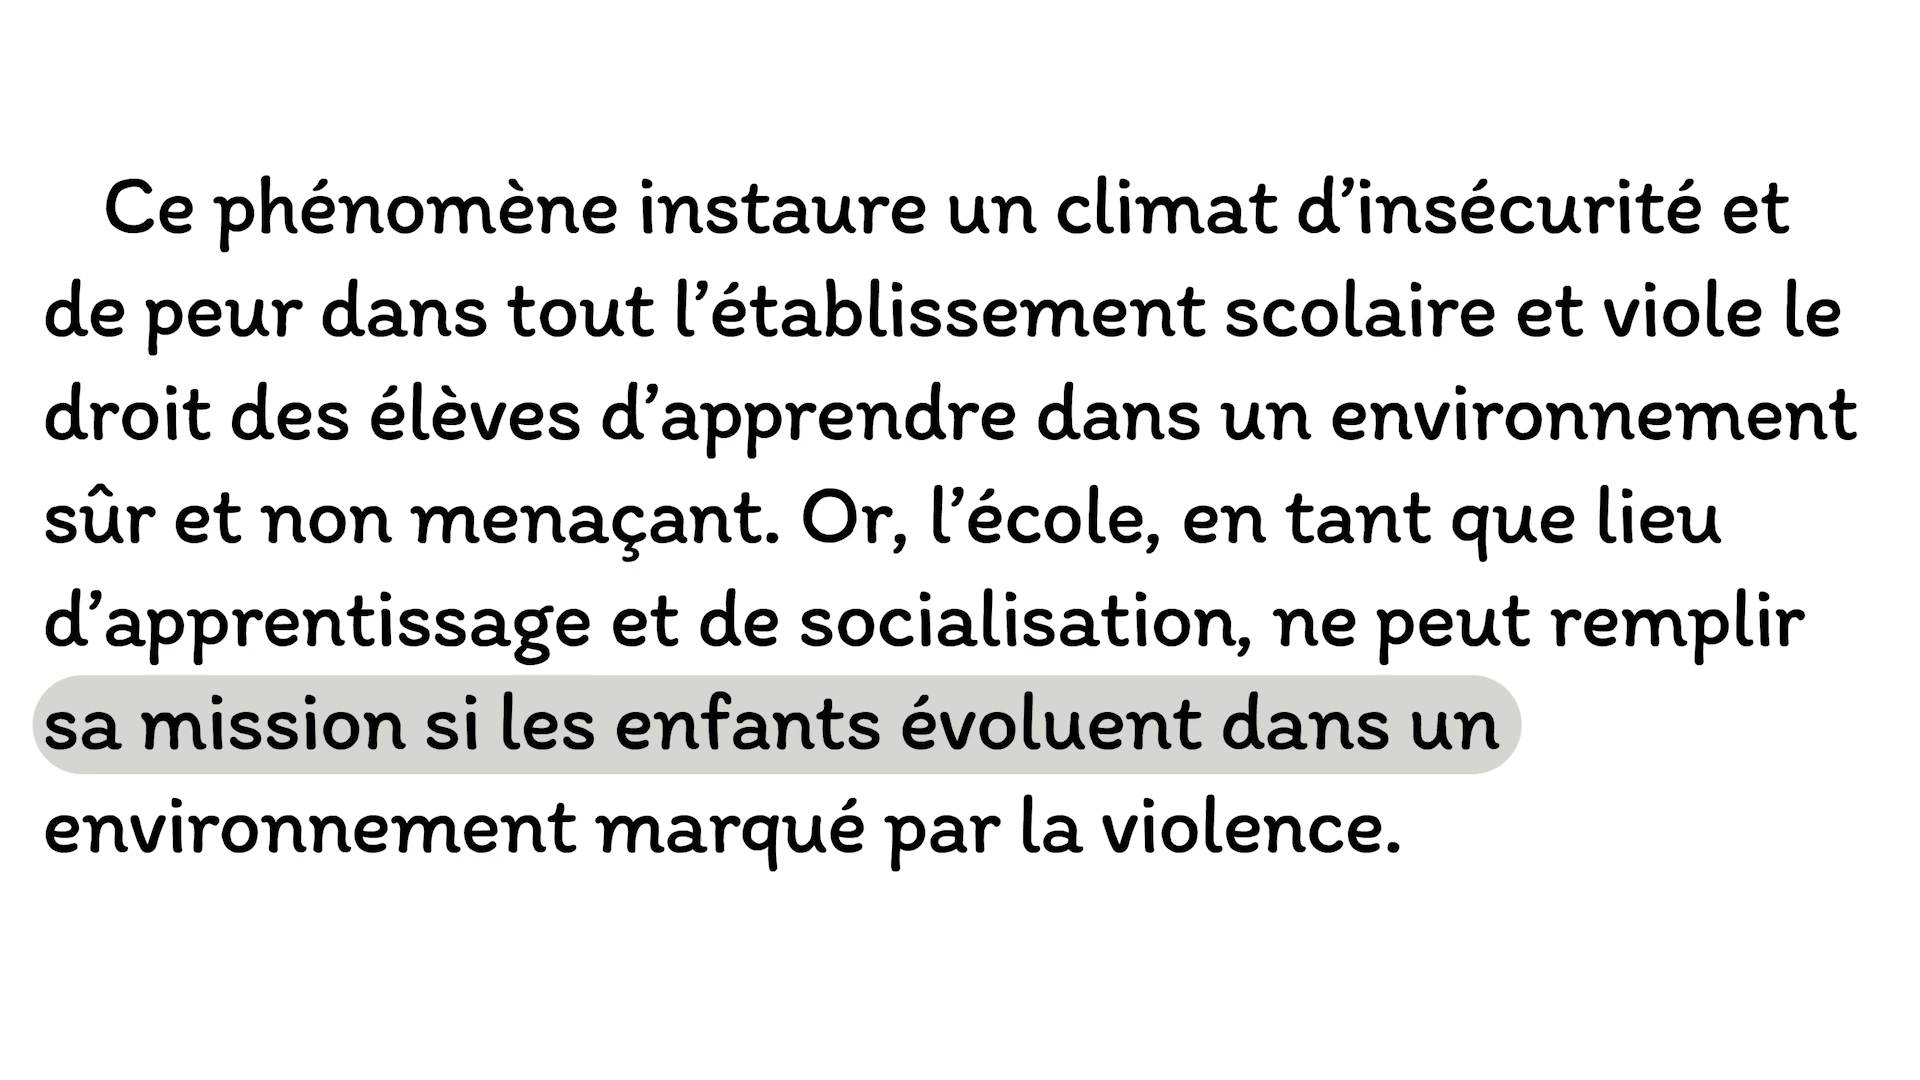 Ce phénomène instaure un climat d’insécurité et
de peur dans tout l’établissement scolaire et viole le
droit des élèves d’apprendre dans un environnement
sûr et non menaçant. Or, l’école, en tant que lieu
d’apprentissage et de socialisation, ne peut remplir
sa mission si les enfants évoluent dans un
environnement marqué par la violence.